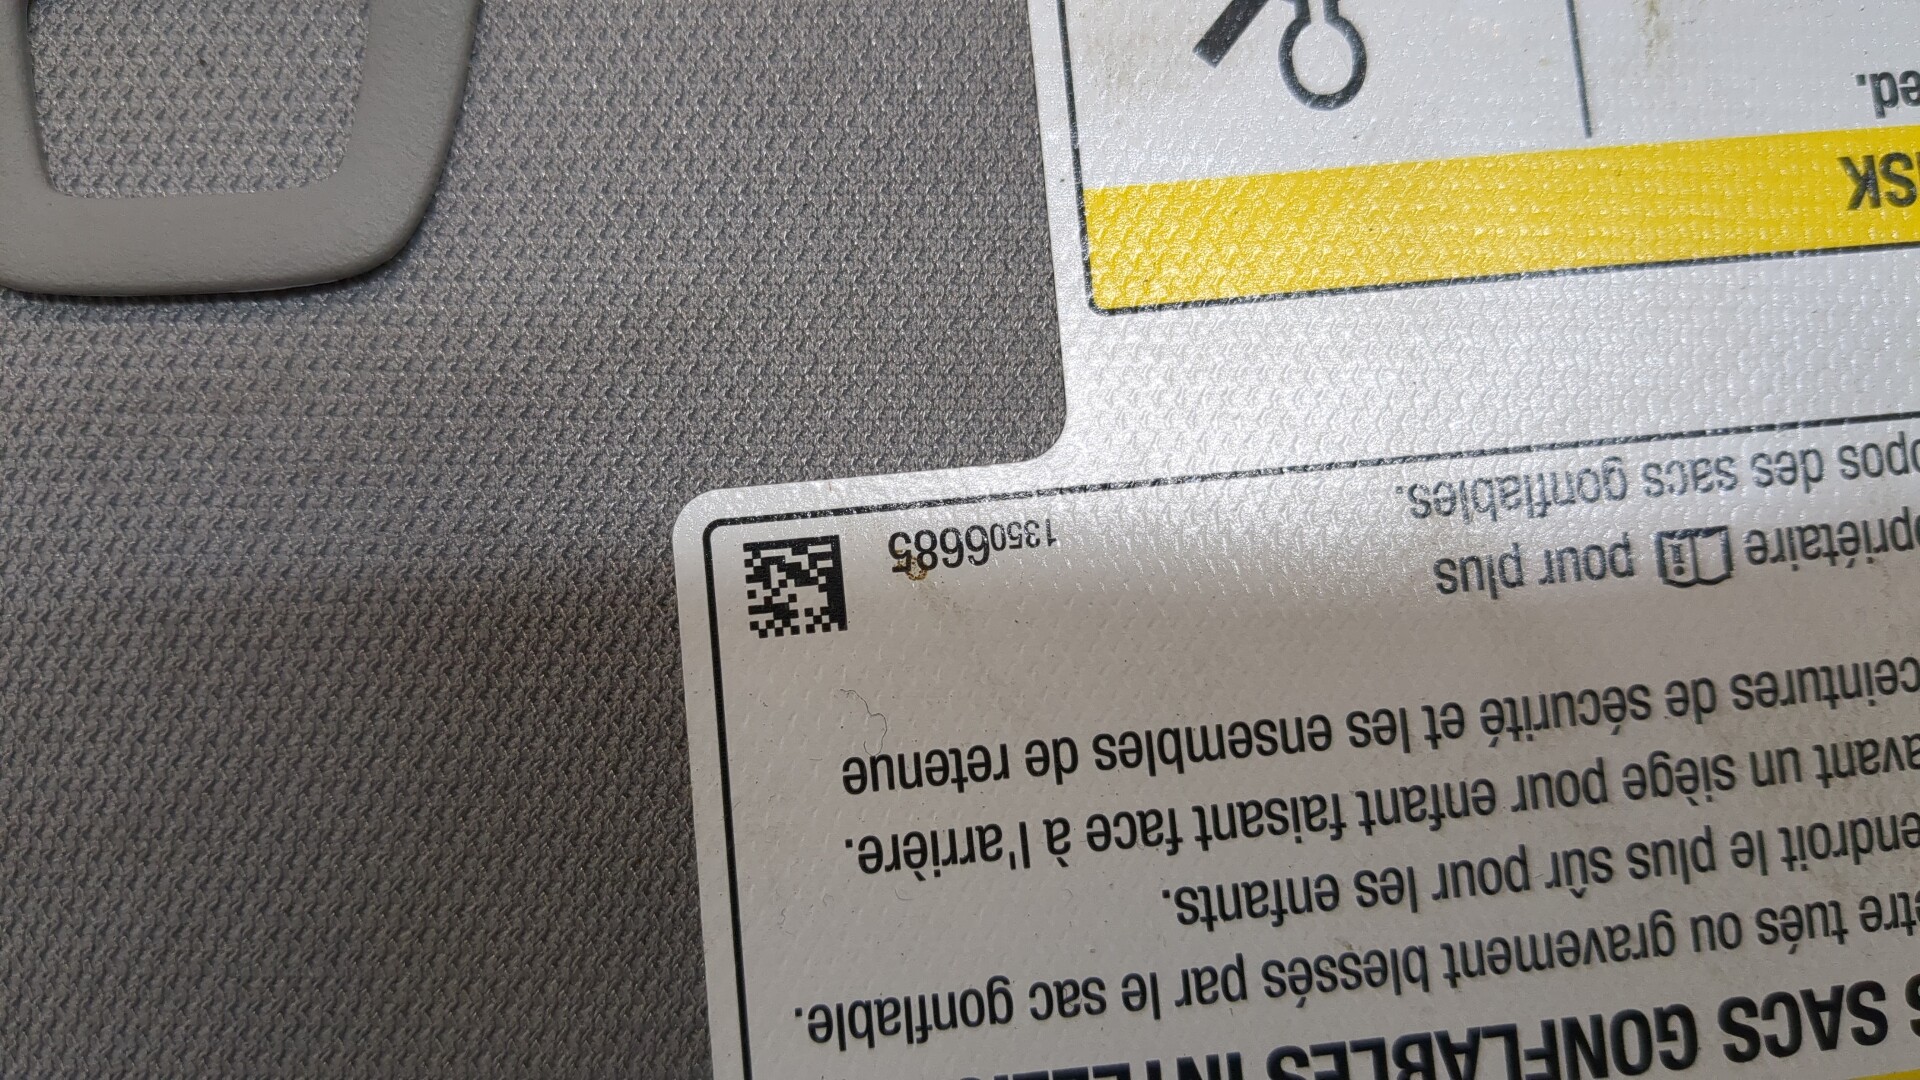 S SACS GONFLABLES
tre tués ou gravement blessés par le sac gonflable.
endroit le plus sûr pour les enfants.
avant un siège pour enfant faisant face à l'arrière.
ceintures de sécurité et les ensembles de retenue
opriétaire i pour plus
opos des sacs gonflables.
13506685
ISK
ed.